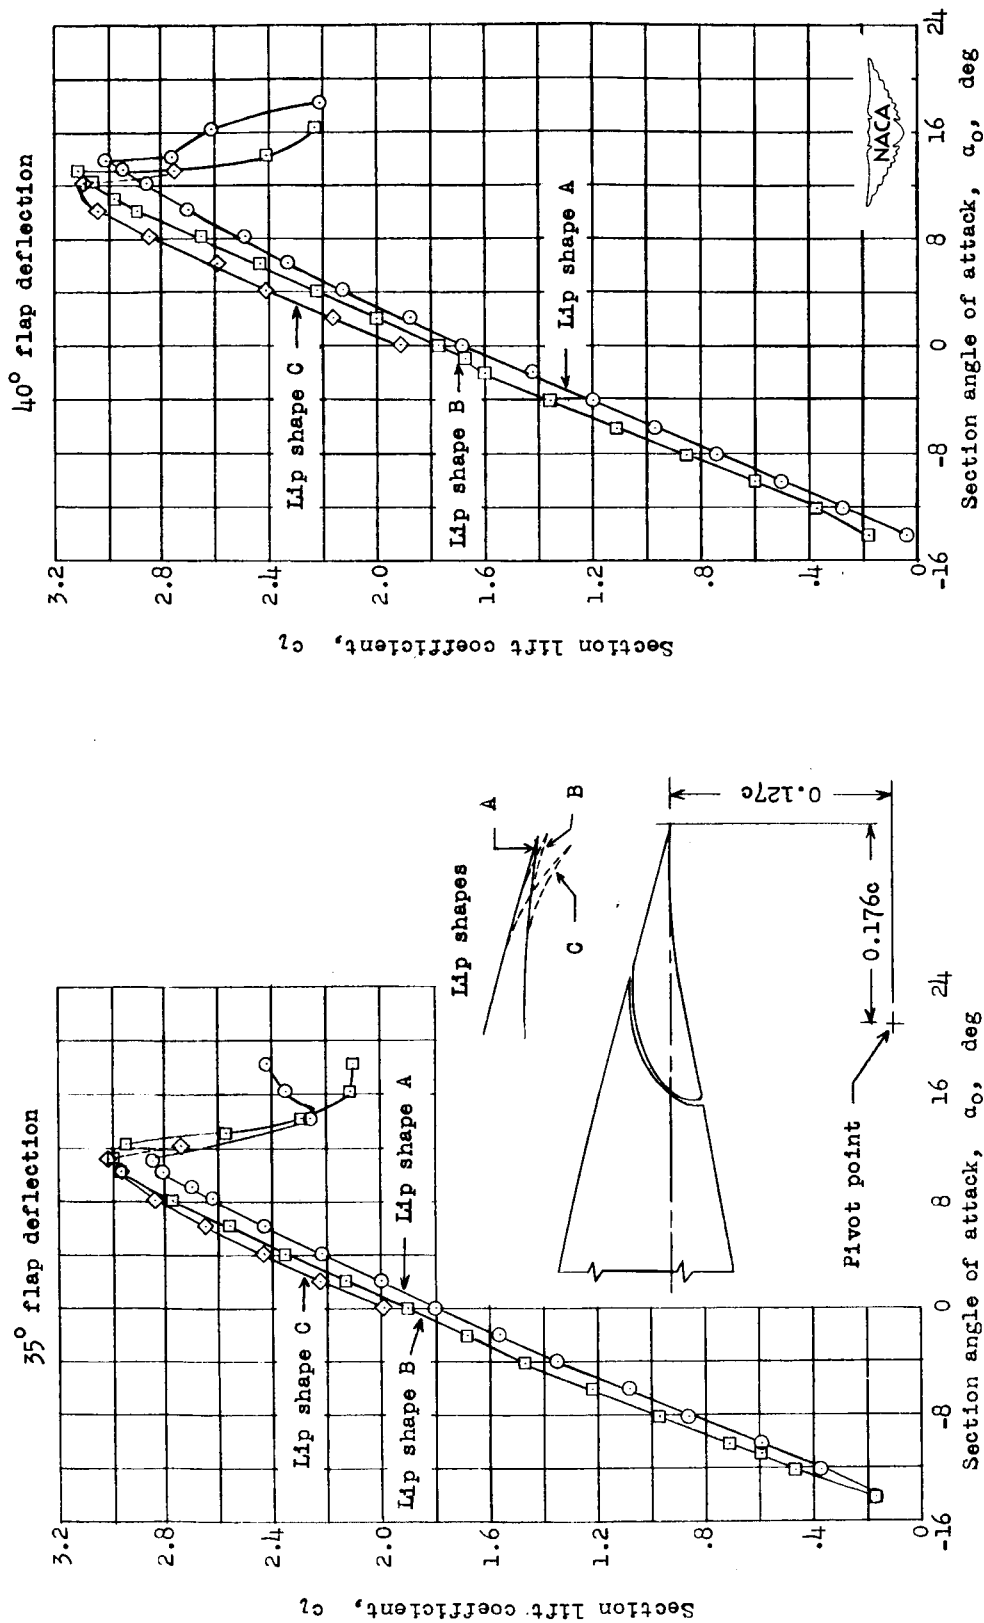 35° flap deflection
3.2
2.8
2.4
2.0
1.6
1.2
.8
.4
0
Section lift coefficient, cl
Lip shape C
Lip shape B
Lip shape A
-16
-8
0
8
16
24
Section angle of attack, αo, deg
Lip shapes
A
B
C
0.127c
0.176c
Pivot point
40° flap deflection
3.2
2.8
2.4
2.0
1.6
1.2
.8
.4
0
Section lift coefficient, cl
Lip shape C
Lip shape B
Lip shape A
-16
-8
0
8
16
24
Section angle of attack, αo, deg
NACA